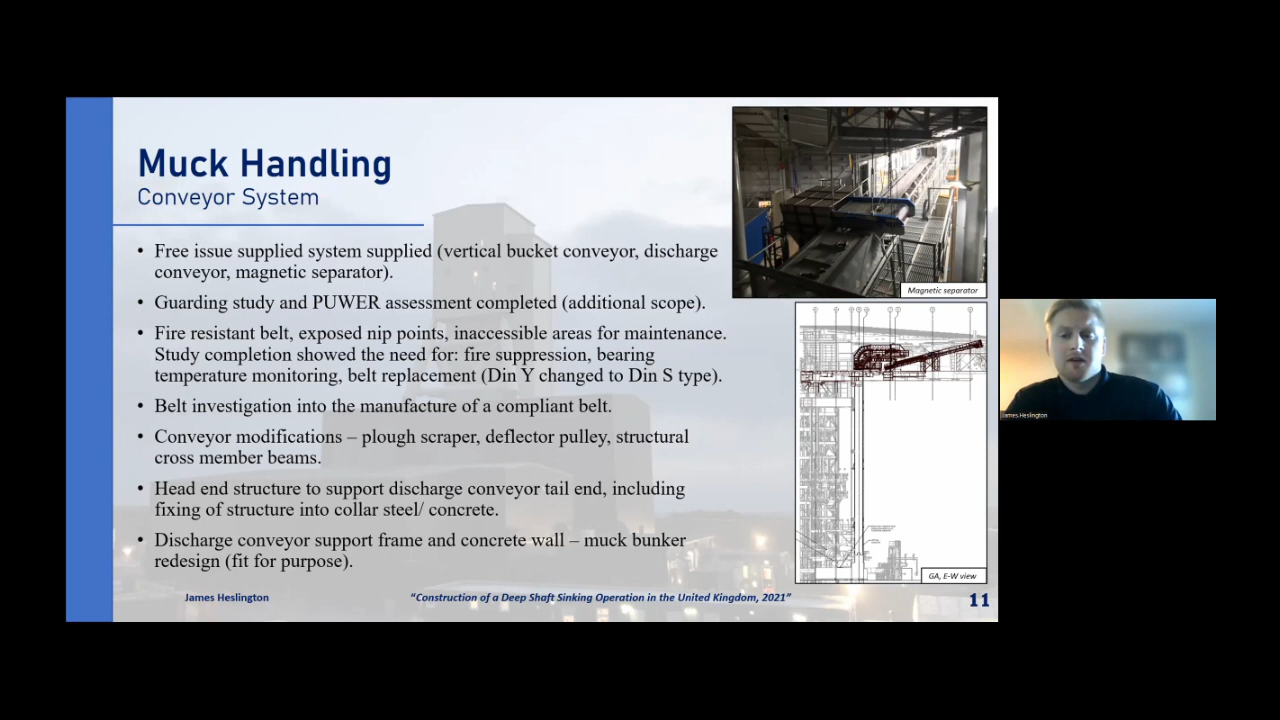 Muck Handling
Conveyor System
• Free issue supplied system supplied (vertical bucket conveyor, discharge
conveyor, magnetic separator).
• Guarding study and PUWER assessment completed (additional scope).
• Fire resistant belt, exposed nip points, inaccessible areas for maintenance.
Study completion showed the need for: fire suppression, bearing
temperature monitoring, belt replacement (Din Y changed to Din S type).
• Belt investigation into the manufacture of a compliant belt.
• Conveyor modifications – plough scraper, deflector pulley, structural
cross member beams.
• Head end structure to support discharge conveyor tail end, including
fixing of structure into collar steel/ concrete.
• Discharge conveyor support frame and concrete wall – muck bunker
redesign (fit for purpose).
Magnetic separator
GA, E-W view
James Heslington
“Construction of a Deep Shaft Sinking Operation in the United Kingdom, 2021”
11
James Heslington